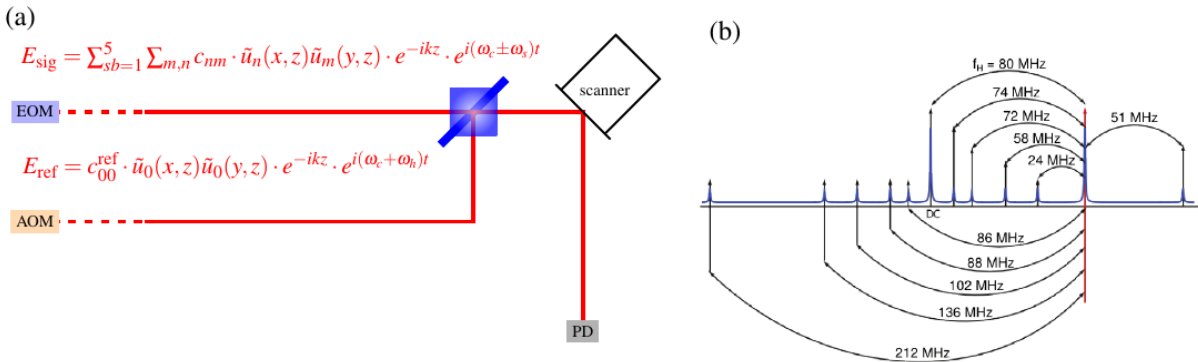 (a)
E_sig = ∑_{sb=1}^{5} ∑_{m,n} c_{nm} · ũ_n(x,z)ũ_m(y,z) · e^{−ikz} · e^{i(ω_c±ω_s)t}
EOM
scanner
E_ref = c_{00}^{ref} · ũ_0(x,z)ũ_0(y,z) · e^{−ikz} · e^{i(ω_c+ω_h)t}
AOM
PD
(b)
f_H = 80 MHz
74 MHz
72 MHz
51 MHz
58 MHz
24 MHz
DC
86 MHz
88 MHz
102 MHz
136 MHz
212 MHz